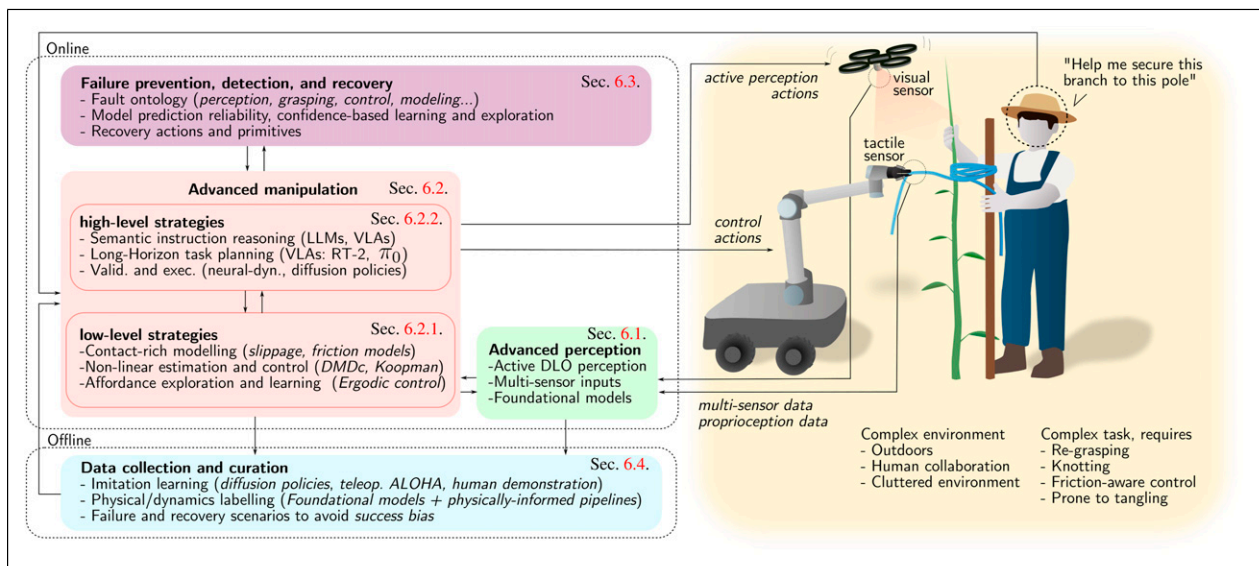 Online
Failure prevention, detection, and recovery Sec. 6.3.
- Fault ontology (perception, grasping, control, modeling...)
- Model prediction reliability, confidence-based learning and exploration
- Recovery actions and primitives
Advanced manipulation Sec. 6.2.
high-level strategies Sec. 6.2.2.
- Semantic instruction reasoning (LLMs, VLAs)
- Long-Horizon task planning (VLAs: RT-2, π0)
- Valid. and exec. (neural-dyn., diffusion policies)
low-level strategies Sec. 6.2.1.
-Contact-rich modelling (slippage, friction models)
-Non-linear estimation and control (DMDc, Koopman)
-Affordance exploration and learning (Ergodic control)
Sec. 6.1.
Advanced perception
-Active DLO perception
-Multi-sensor inputs
-Foundational models
Offline
Data collection and curation Sec. 6.4.
- Imitation learning (diffusion policies, teleop. ALOHA, human demonstration)
- Physical/dynamics labelling (Foundational models + physically-informed pipelines)
- Failure and recovery scenarios to avoid success bias
active perception
actions
control
actions
multi-sensor data
proprioception data
visual
sensor
tactile
sensor
"Help me secure this
branch to this pole"
Complex environment
- Outdoors
- Human collaboration
- Cluttered environment
Complex task, requires
- Re-grasping
- Knotting
- Friction-aware control
- Prone to tangling